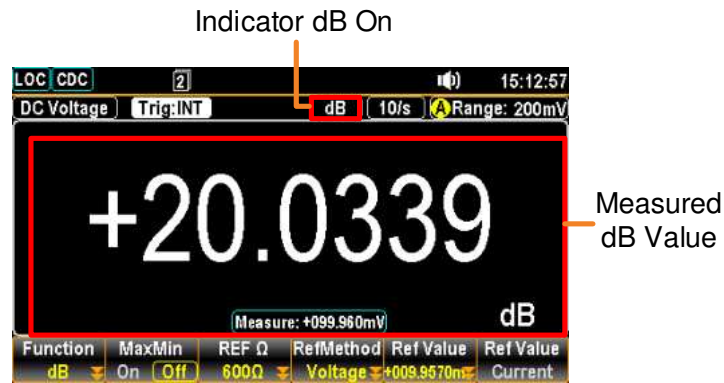 Indicator dB On
LOC CDC 2 15:12:57
DC Voltage Trig:INT dB 10/s A Range: 200mV
+20.0339
Measured
dB Value
Measure: +099.960mV dB
Function MaxMin REF Ω RefMethod Ref Value Ref Value
dB On Off 600Ω Voltage Current